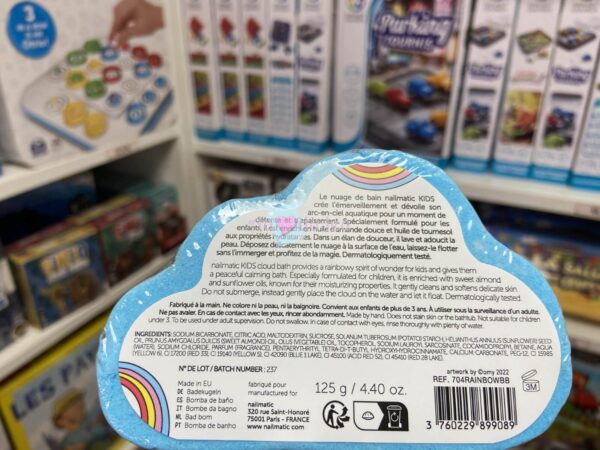 3
Parking
TOURNIS
Le nuage de bain nailmatic KIDS
crée l'émerveillement et dévoile son
arc-en-ciel aquatique pour un moment de
détente et d'apaisement. Spécialement formulé pour les
enfants, il est enrichi en huile d'amande douce et huile de tournesol
aux propriétés hydratantes. Dans un élan de douceur, il lave et adoucit la
peau. Déposez délicatement le nuage à la surface de l'eau, laissez-le flotter
sans l'immerger et profitez de la magie. Dermatologiquement testé.
nailmatic KIDS cloud bath provides a rainbowy spirit of wonder for kids and gives them
a peaceful calming bath. Especially formulated for children, it is enriched with sweet almond
and sunflower oils, known for their moisturizing properties. It gently cleans and softens delicate skin.
Do not submerge, instead gently place the cloud on the water and let it float. Dermatologically tested.
Fabriqué à la main. Ne colore ni la peau, ni la baignoire. Convient aux enfants de plus de 3 ans. À utiliser sous la surveillance d'un adulte.
Ne pas avaler. En cas de contact avec les yeux, rincer abondamment. Made by hand. Does not stain skin or the bathtub. Not suitable for children
under 3. To be used under adult supervision. Do not swallow. In case of contact with eyes, rinse thoroughly with plenty of water.
INGREDIENTS: SODIUM BICARBONATE, CITRIC ACID, MALTODEXTRIN, SUCROSE, SOLANUM TUBEROSUM (POTATO) STARCH, HELIANTHUS ANNUUS (SUNFLOWER SEED)
OIL, PRUNUS AMYGDALUS DULCIS (SWEET ALMOND) OIL, OLUS (VEGETABLE OIL), TOCOPHEROL, SODIUM LAUROYL SARCOSINATE, COCAMIDOPROPYL BETAINE, AQUA
(WATER), SODIUM CHLORIDE, PARFUM (FRAGRANCE), PENTAERYTHRITYL TETRA-DI-T-BUTYL HYDROXYHYDROCINNAMATE, CALCIUM CARBONATE, PEG-12, CI 15985
(YELLOW 6), CI 17200 (RED 33), CI 19140 (YELLOW 5), CI 42090 (BLUE 1 LAKE), CI 45100 (ACID RED 52), CI 45410 (RED 28 LAKE).
N° DE LOT / BATCH NUMBER : 237
Made in EU
DE Badekugeln
ES Bomba de baño
IT Bomba da bagno
NL Bad bom
PT Bomba de banho
fabriqué pour
manufactured for
nailmatic
320 rue Saint-Honoré
75001 Paris - FRANCE
www.nailmatic.com
125 g / 4.40 oz.
artwork by ©omy 2022
REF. 704RAINBOWBB
3M
3 760229 899089
LES PA